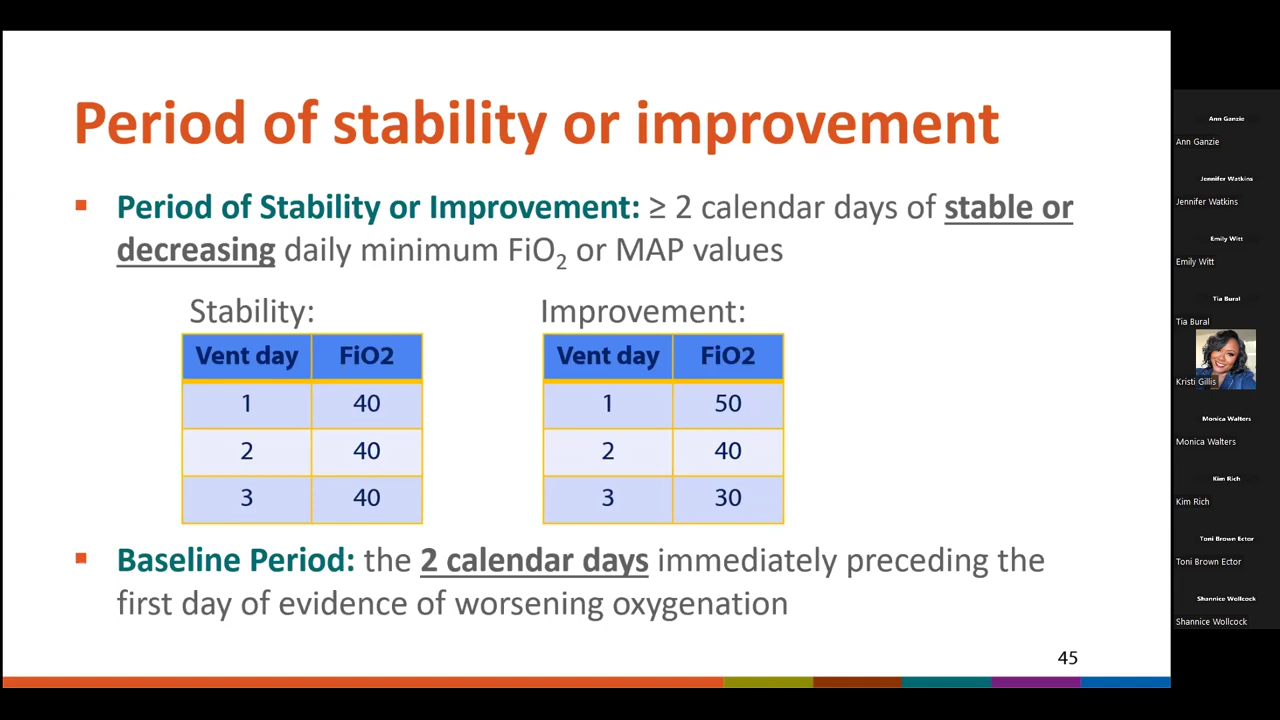 Period of stability or improvement
▪ Period of Stability or Improvement: ≥ 2 calendar days of stable or
decreasing daily minimum FiO2 or MAP values
Stability:
Vent day FiO2
1 40
2 40
3 40
Improvement:
Vent day FiO2
1 50
2 40
3 30
▪ Baseline Period: the 2 calendar days immediately preceding the
first day of evidence of worsening oxygenation
45
Ann Ganzie
Ann Ganzie
Jennifer Watkins
Jennifer Watkins
Emily Witt
Emily Witt
Tia Bural
Tia Bural
Kristi Gillis
Monica Walters
Monica Walters
Kim Rich
Kim Rich
Toni Brown Ector
Toni Brown Ector
Shannice Wollcock
Shannice Wollcock